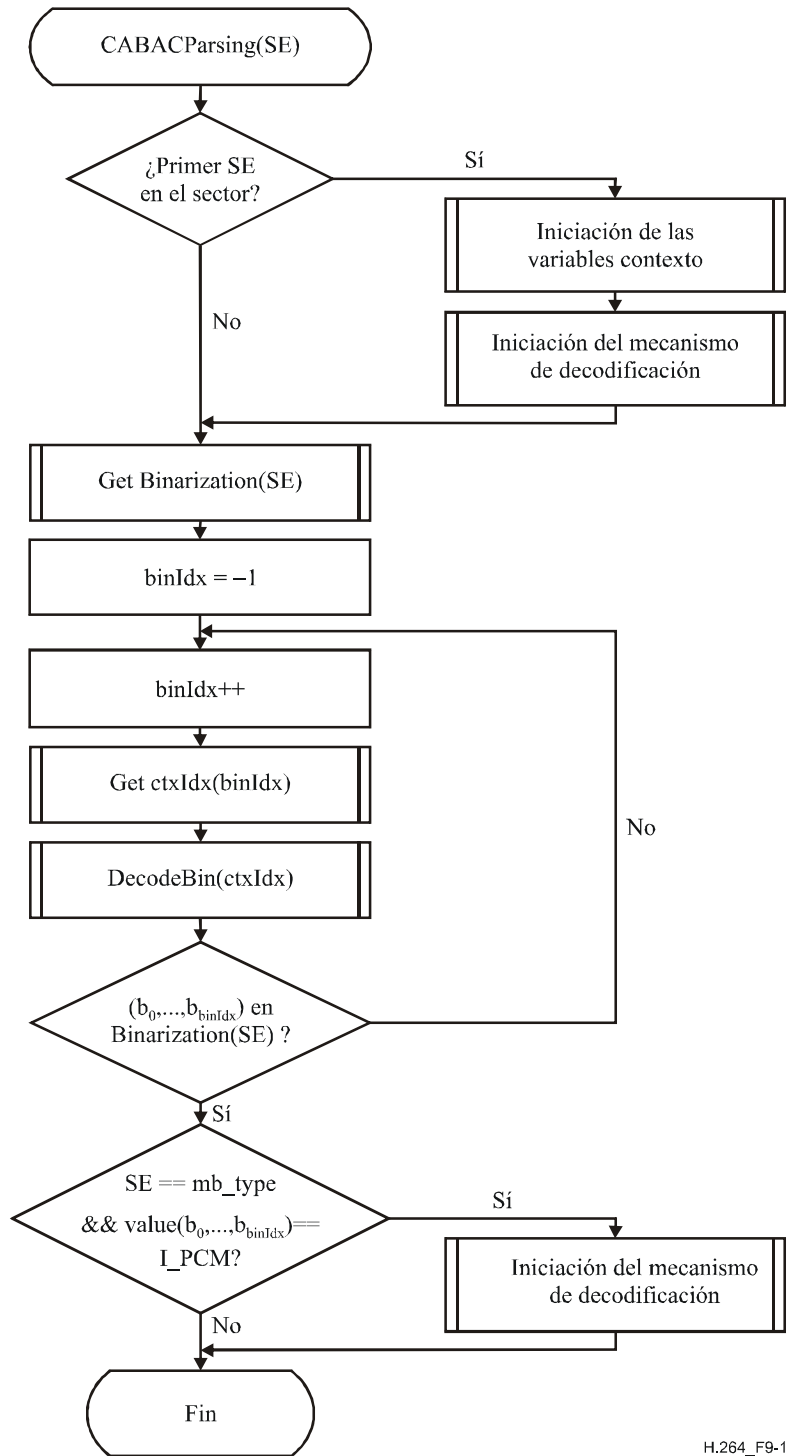 CABACParsing(SE)
¿Primer SE
en el sector?
Sí
Iniciación de las
variables contexto
No
Iniciación del mecanismo
de decodificación
Get Binarization(SE)
binIdx = –1
binIdx++
Get ctxIdx(binIdx)
No
DecodeBin(ctxIdx)
(b0,...,bbinIdx) en
Binarization(SE) ?
Sí
SE == mb_type
&& value(b0,...,bbinIdx)==
I_PCM?
Sí
Iniciación del mecanismo
de decodificación
No
Fin
H.264_F9-1